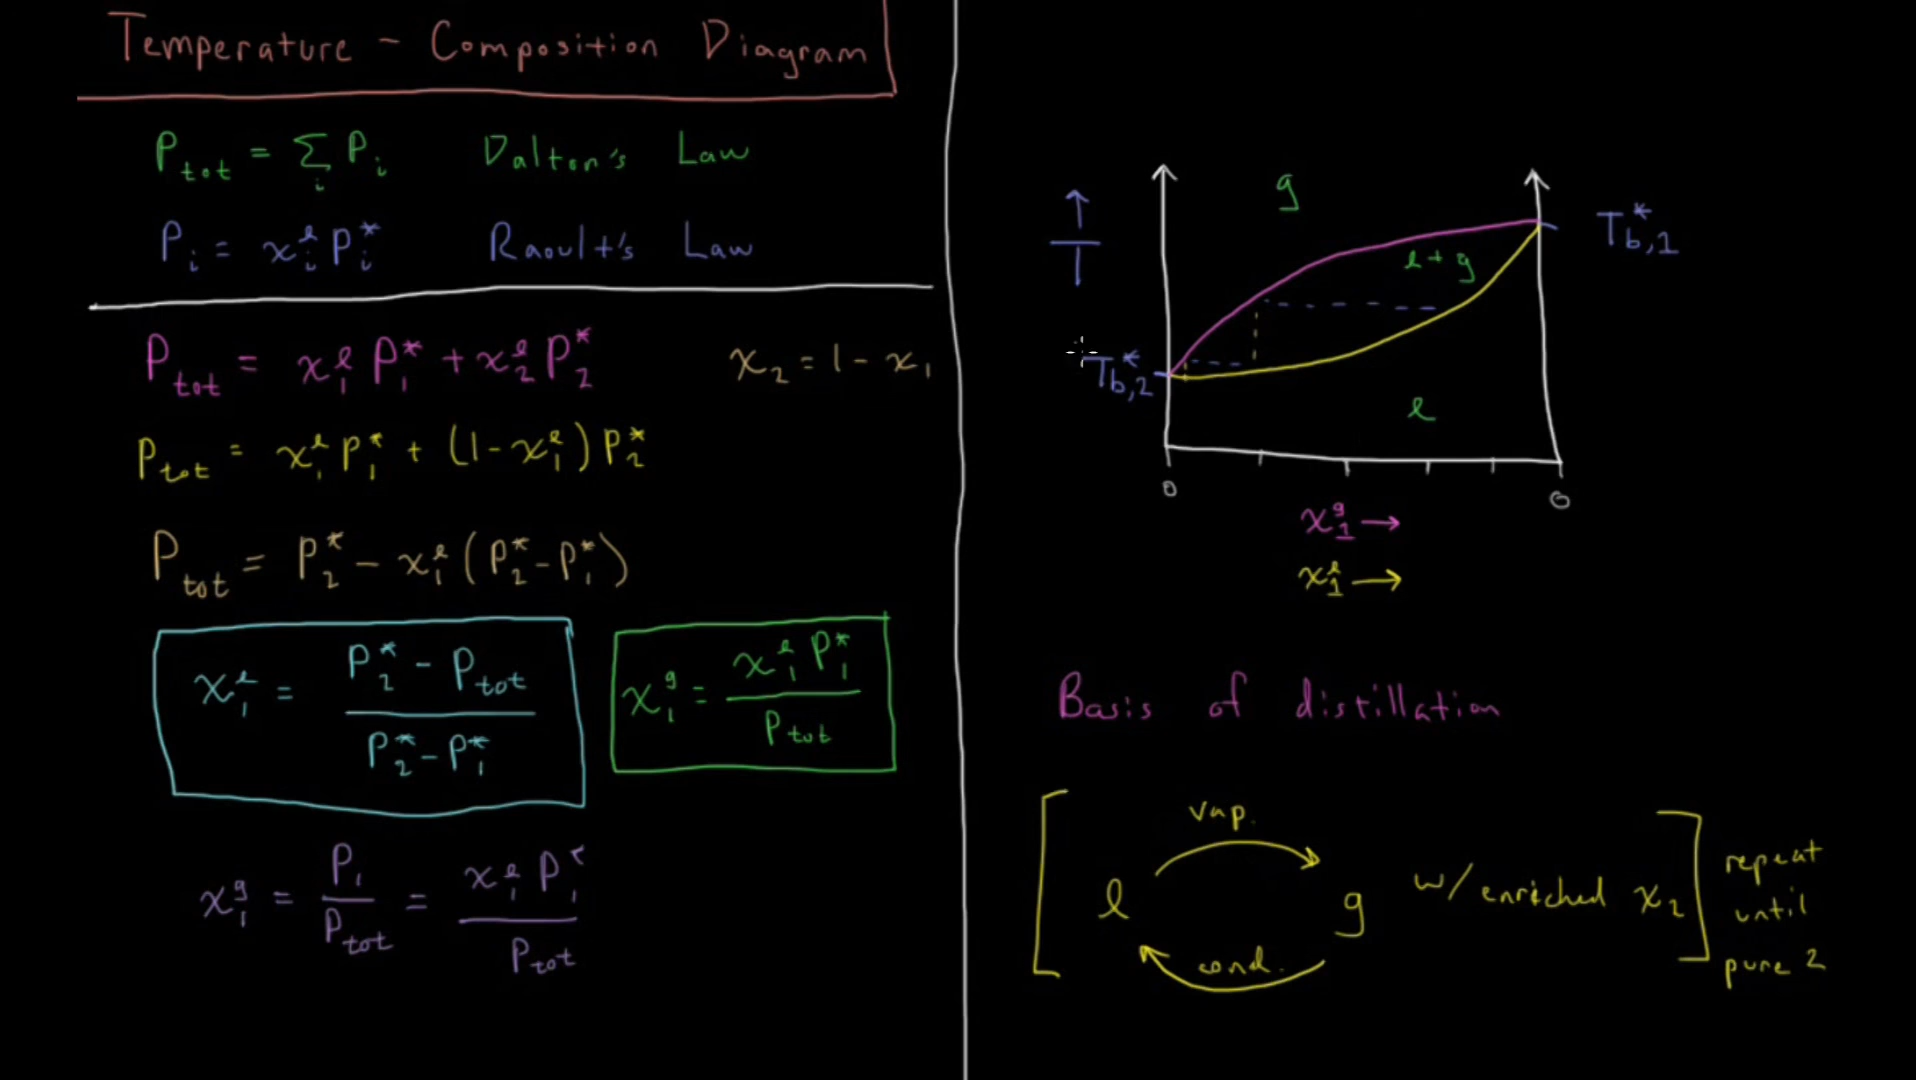 Temperature - Composition Diagram
P_tot = Σ_i P_i Dalton's Law
P_i = x_i^l P_i^* Raoult's Law
P_tot = x_1^l P_1^* + x_2^l P_2^* x_2 = 1 - x_1
P_tot = x_1^l P_1^* + (1 - x_1^l) P_2^*
P_tot = P_2^* - x_1^l (P_2^* - P_1^*)
x_1^l = (P_2^* - P_tot) / (P_2^* - P_1^*)
x_1^g = x_1^l P_1^* / P_tot
x_1^g = P_1 / P_tot = x_1^l P_1^* / P_tot
g
↑ T
T_b,1^*
l + g
T_b,2^*
l
0 0
x_1^g →
x_1^l →
Basis of distillation
vap.
l g w/ enriched x_2
cond.
repeat
until
pure 2